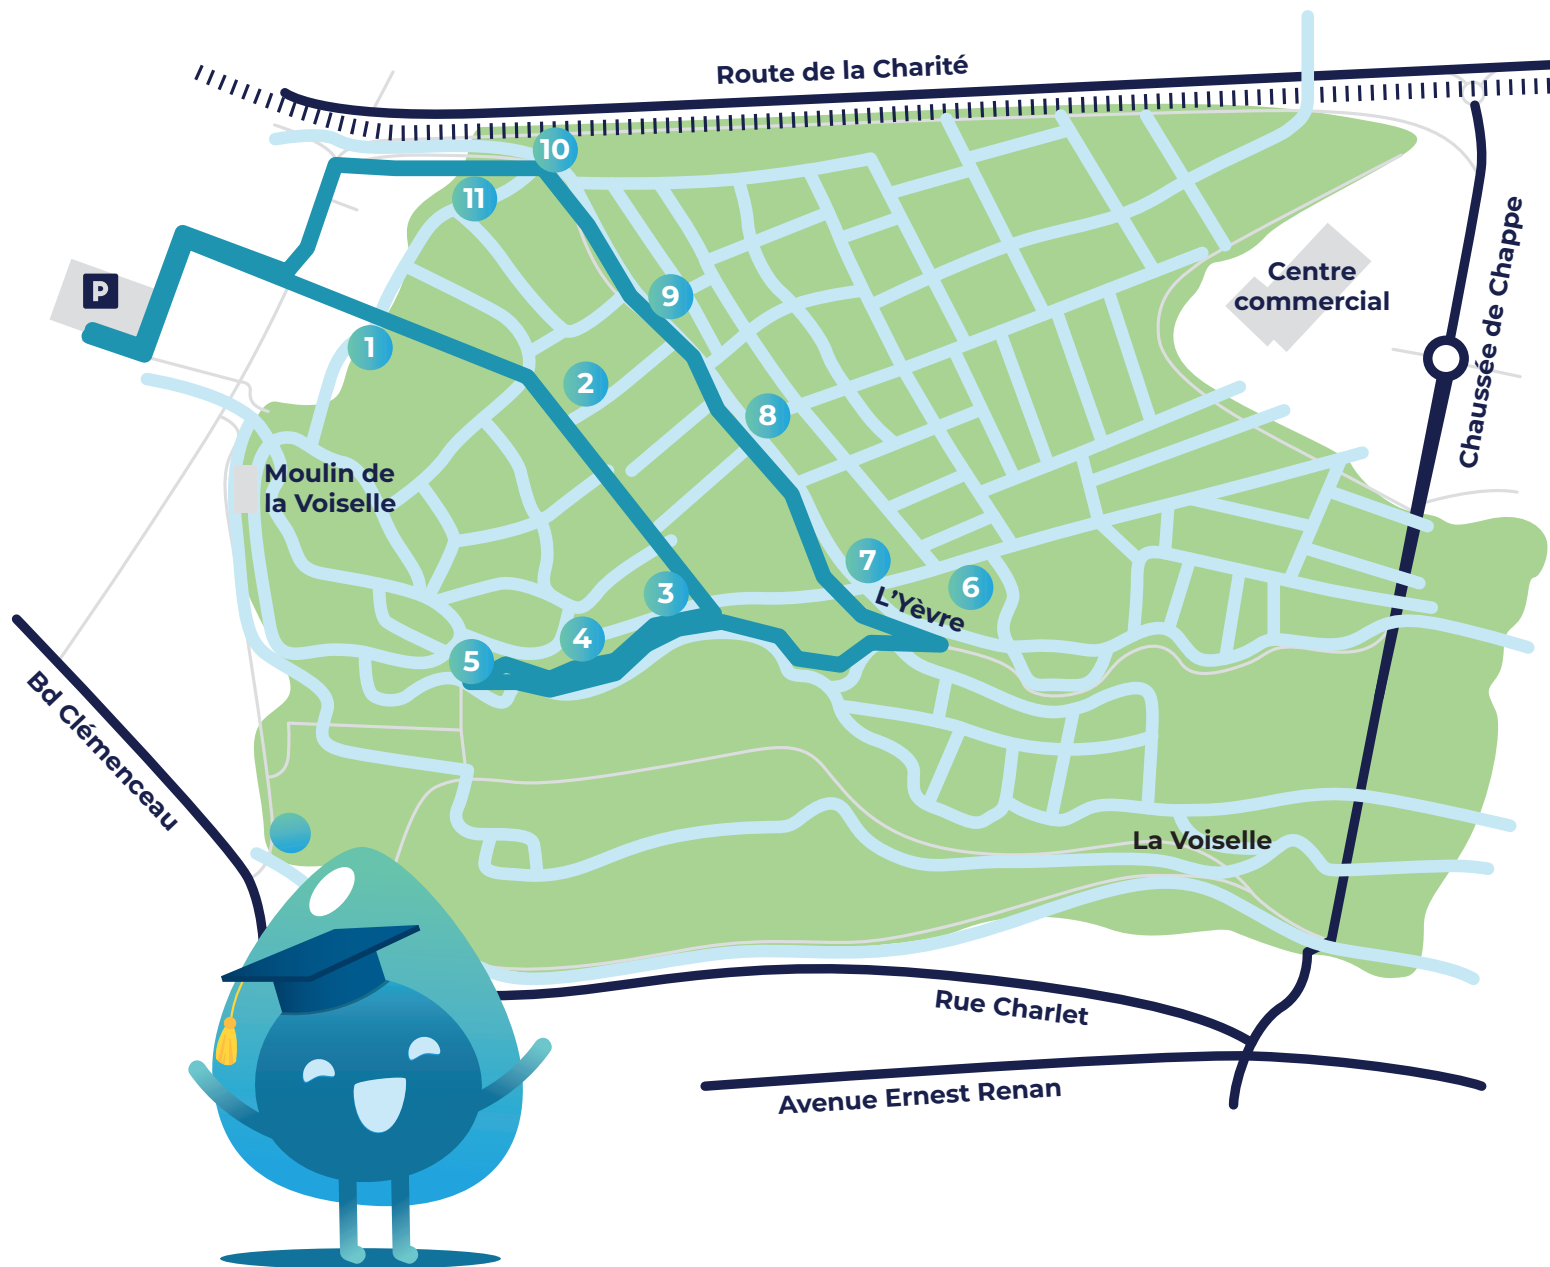 Route de la Charité
10
11
P
Centre
commercial
Chaussée de Chappe
9
1
2
8
Moulin de
la Voiselle
7
6
3
L'Yèvre
4
5
Bd Clémenceau
La Voiselle
Rue Charlet
Avenue Ernest Renan